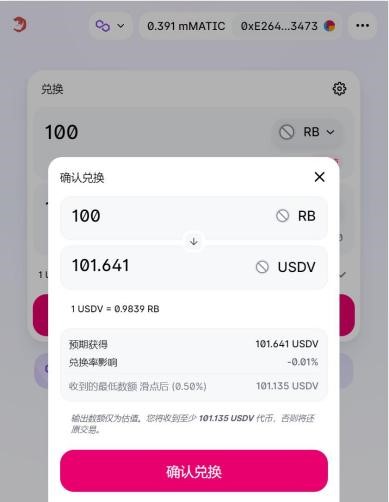 0.391 mMATIC 0xE264...3473
兑换
100 RB
确认兑换
100 RB
101.641 USDV
1 USDV = 0.9839 RB
预期获得 101.641 USDV
兑换率影响 -0.01%
收到的最低数额 滑点后 (0.50%) 101.135 USDV
输出数额仅为估值。您将收到至少 101.135 USDV 代币，否则将还
原交易。
确认兑换